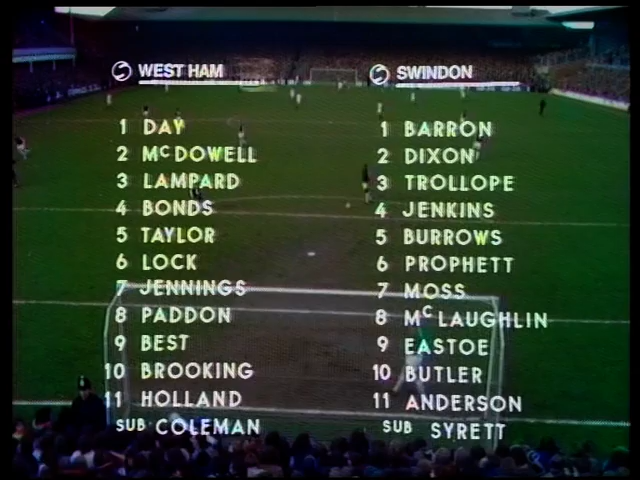 WEST HAM
1 DAY
2 McDOWELL
3 LAMPARD
4 BONDS
5 TAYLOR
6 LOCK
7 JENNINGS
8 PADDON
9 BEST
10 BROOKING
11 HOLLAND
SUB COLEMAN
SWINDON
1 BARRON
2 DIXON
3 TROLLOPE
4 JENKINS
5 BURROWS
6 PROPHETT
7 MOSS
8 Mc LAUGHLIN
9 EASTOE
10 BUTLER
11 ANDERSON
SUB SYRETT